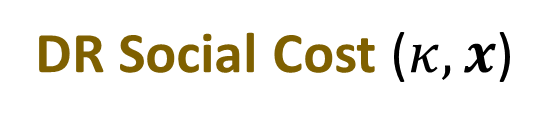 DR Social Cost (κ, x)